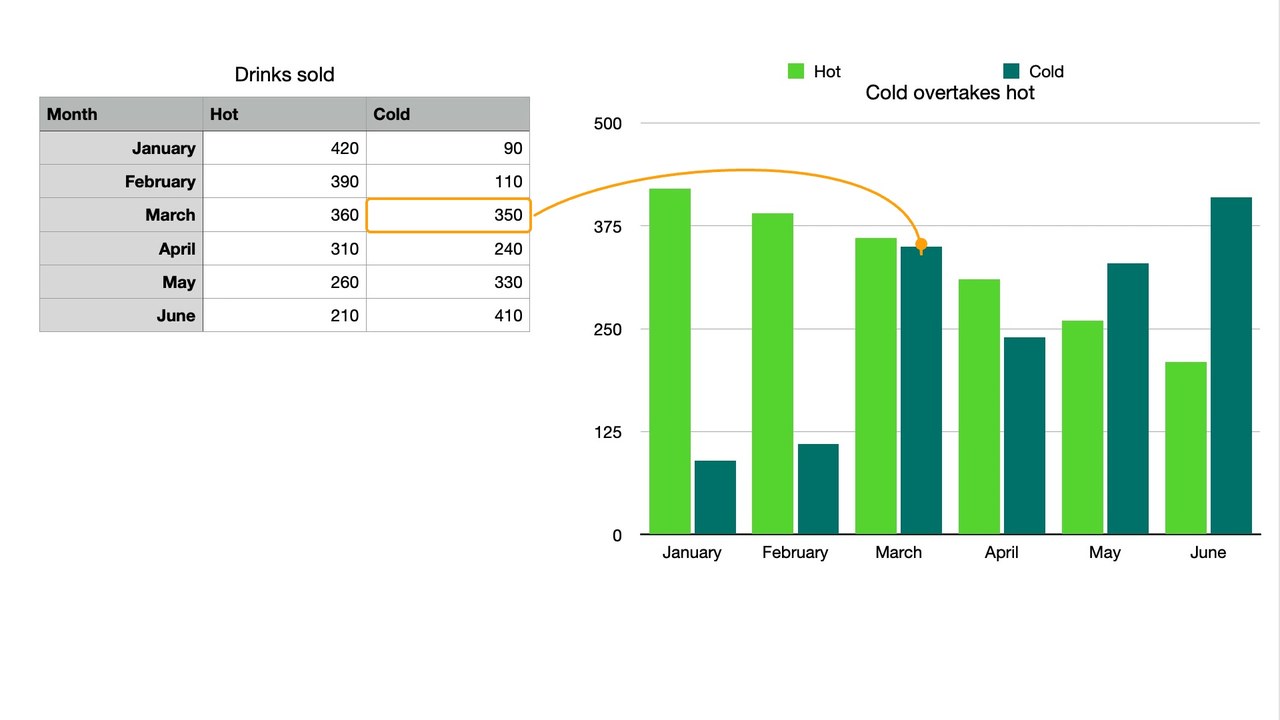 Drinks sold
Month Hot Cold
January 420 90
February 390 110
March 360 350
April 310 240
May 260 330
June 210 410
Hot Cold
Cold overtakes hot
500
375
250
125
0
January February March April May June